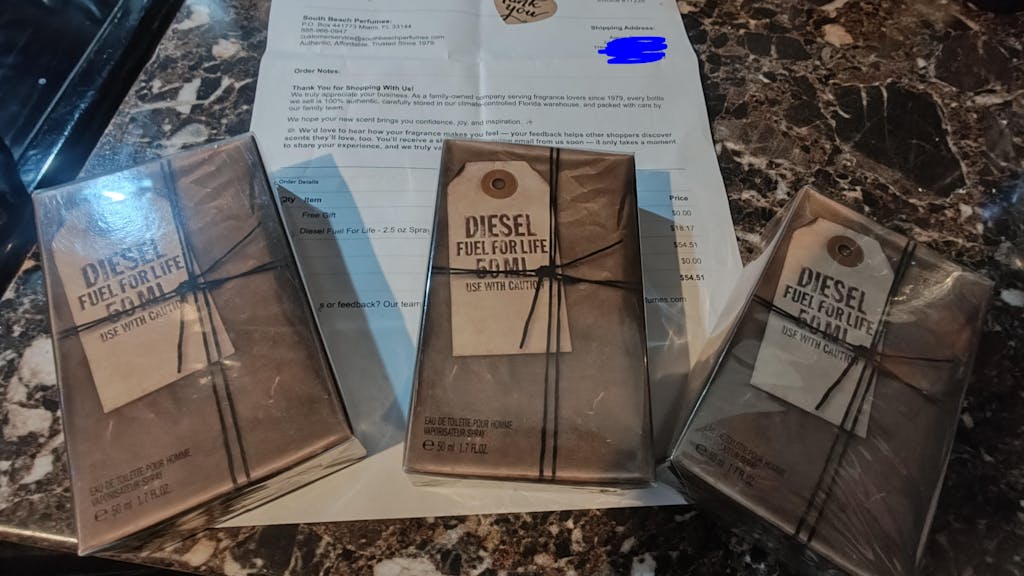 Thank
you
Invoice #11226
South Beach Perfumes:
P.O. Box 441773 Miami, FL 33144
customerservice@southbeachperfumes.com
Authentic, Affordable, Trusted Since 1979.
Shipping Address:
Order Notes:
Thank You for Shopping With Us!
We truly appreciate your business. As a family-owned company serving fragrance lovers since 1979, every bottle
we sell is 100% authentic, carefully stored in our climate-controlled Florida warehouse, and packed with care by
our family team.
We hope your new scent brings you confidence, joy, and inspiration.
We'd love to hear how your fragrance makes you feel — your feedback helps other shoppers discover
scents they'll love, too. You'll receive a email from us soon — it only takes a moment
to share your experience, and we truly
Order Details
Qty Item Price
Free Gift $0.00
Diesel Fuel For Life - 2.5 oz Spray $18.17
$54.51
$0.00
$54.51
s or feedback? Our team
DIESEL
FUEL FOR LIFE
50 ML
USE WITH CAUTION
EAU DE TOILETTE POUR HOMME
VAPORISATEUR-SPRAY
e 50 ml 1.7 FL.OZ.
DIESEL
FUEL FOR LIFE
50 ML
USE WITH CAUTION
EAU DE TOILETTE POUR HOMME
VAPORISATEUR-SPRAY
e 50 ml 1.7 FL.OZ.
DIESEL
FUEL FOR LIFE
50 ML
USE WITH CAUTION